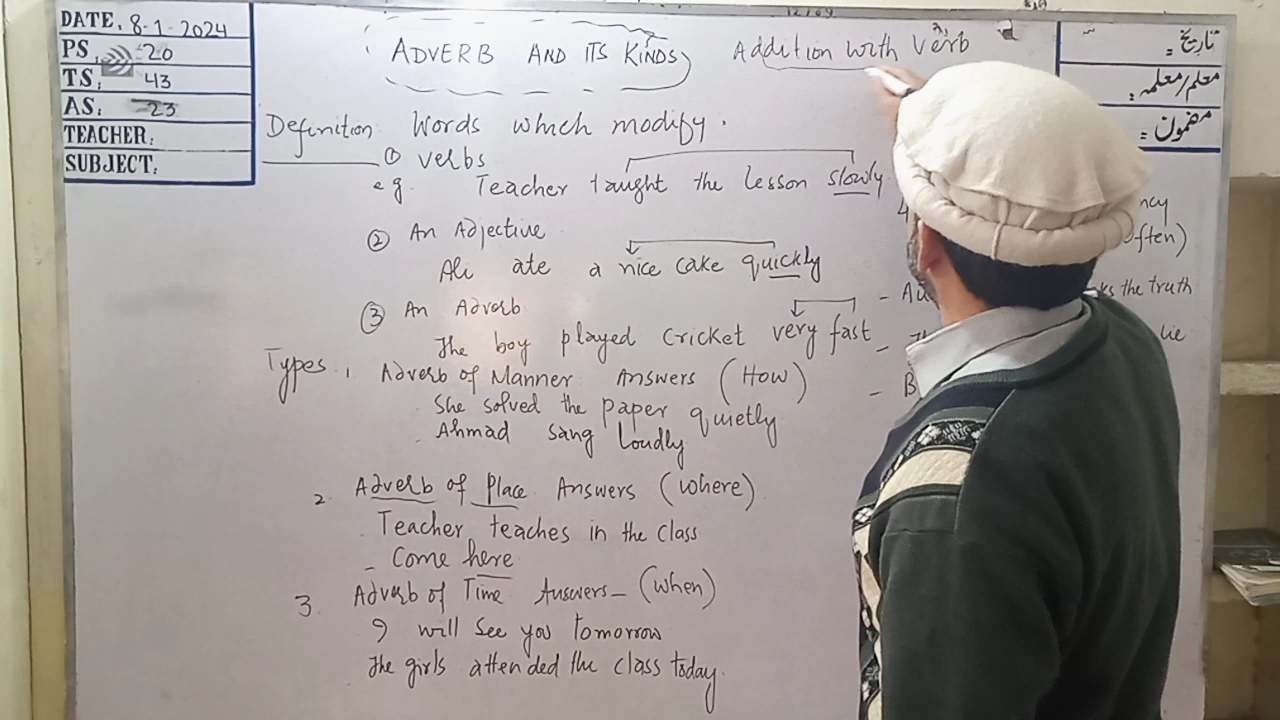 DATE. 8-1-2024
PS. 20
TS. 43
AS. 23
TEACHER.
SUBJECT.
ADVERB AND ITS KINDS
Addition with Verb
تاریخ =
معلم/معلمہ =
مضمون =
Definition Words which modify.
① Verbs
eg. Teacher taught the lesson slowly
② An Adjective
Ali ate a nice cake quickly
③ An Adverb
The boy played cricket very fast
Types 1 Adverb of Manner Answers (How)
She solved the paper quietly
- Ahmad sang loudly
2 Adverb of Place Answers (where)
- Teacher teaches in the class
- Come here
3. Adverb of Time Answers - (when)
I will see you tomorrow
The girls attended the class today.
4
often)
the truth